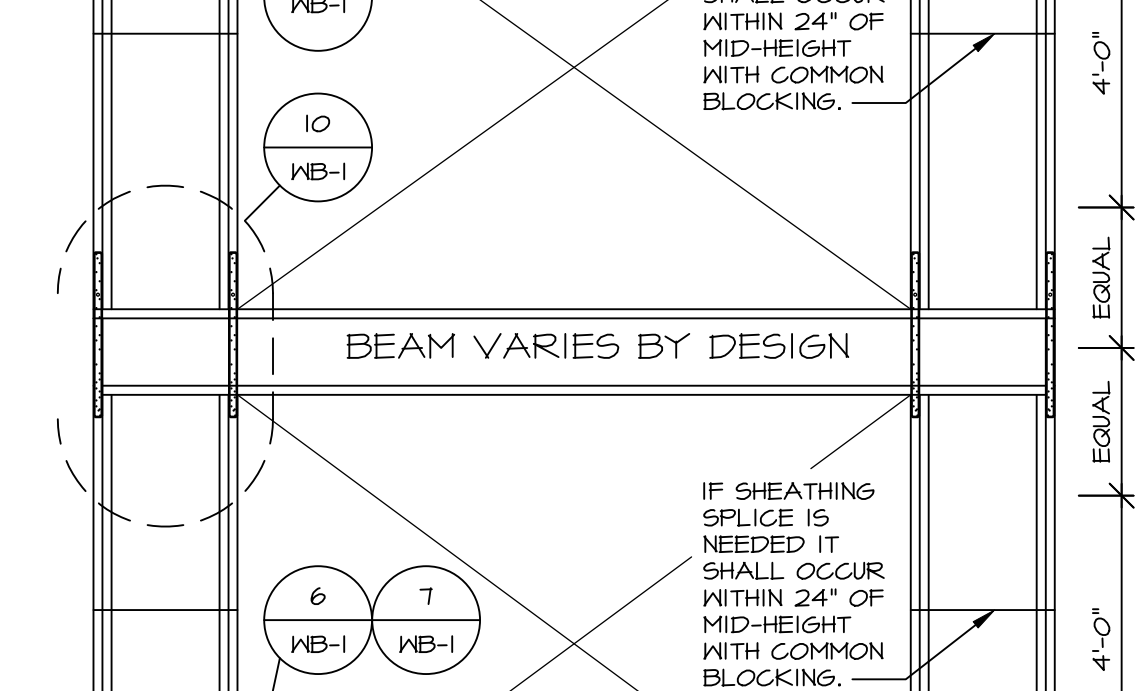 WB-1
SHALL OCCUR
WITHIN 24" OF
MID-HEIGHT
WITH COMMON
BLOCKING.
4'-0"
10
WB-1
EQUAL
BEAM VARIES BY DESIGN
EQUAL
IF SHEATHING
SPLICE IS
NEEDED IT
SHALL OCCUR
WITHIN 24" OF
MID-HEIGHT
WITH COMMON
BLOCKING.
6
WB-1
7
WB-1
4'-0"